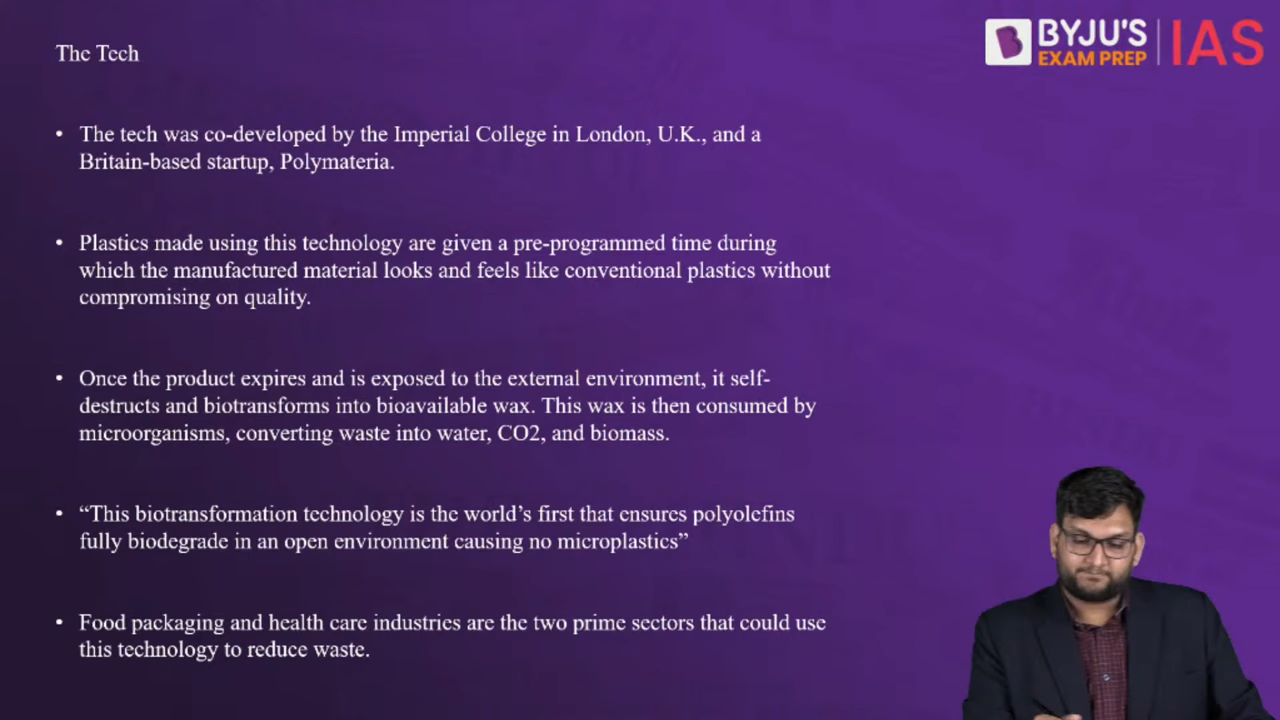 The Tech
BYJU'S
EXAM PREP
IAS
• The tech was co-developed by the Imperial College in London, U.K., and a
Britain-based startup, Polymateria.
• Plastics made using this technology are given a pre-programmed time during
which the manufactured material looks and feels like conventional plastics without
compromising on quality.
• Once the product expires and is exposed to the external environment, it self-
destructs and biotransforms into bioavailable wax. This wax is then consumed by
microorganisms, converting waste into water, CO2, and biomass.
• “This biotransformation technology is the world’s first that ensures polyolefins
fully biodegrade in an open environment causing no microplastics”
• Food packaging and health care industries are the two prime sectors that could use
this technology to reduce waste.